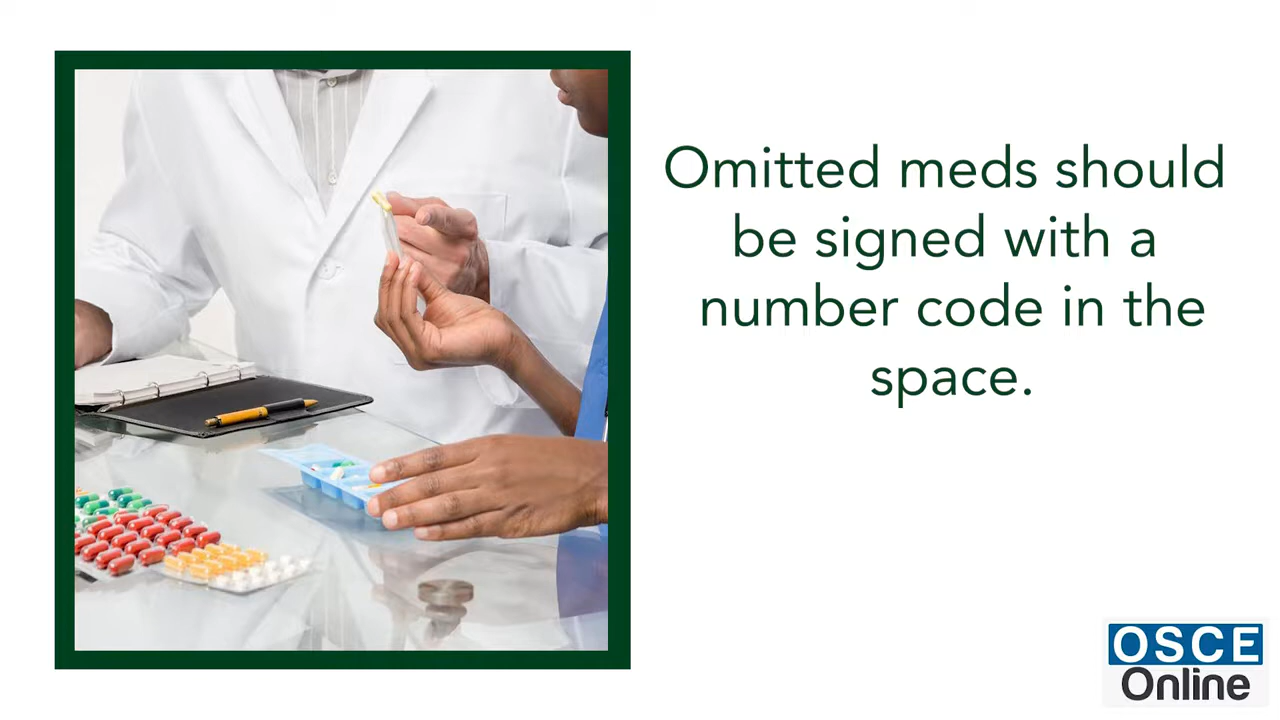 Omitted meds should
be signed with a
number code in the
space.
OSCE
Online